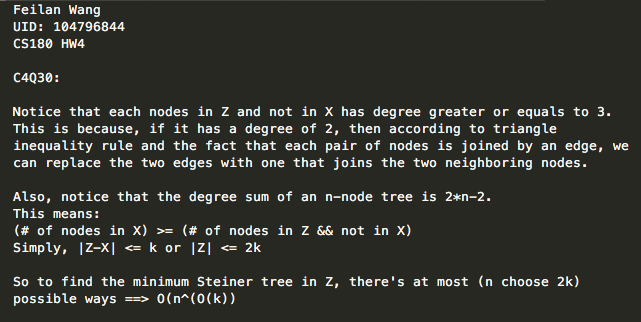 Feilan Wang
UID: 104796844
CS180 HW4
C4Q30:
Notice that each nodes in Z and not in X has degree greater or equals to 3.
This is because, if it has a degree of 2, then according to triangle
inequality rule and the fact that each pair of nodes is joined by an edge, we
can replace the two edges with one that joins the two neighboring nodes.
Also, notice that the degree sum of an n-node tree is 2*n-2.
This means:
(# of nodes in X) >= (# of nodes in Z && not in X)
Simply, |Z-X| <= k or |Z| <= 2k
So to find the minimum Steiner tree in Z, there's at most (n choose 2k)
possible ways ==> O(n^(O(k))